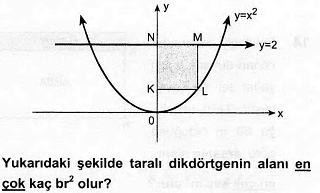 y
y=x²
N M
y=2
K
L
0
x
Yukarıdaki şekilde taralı dikdörtgenin alanı en
çok kaç br² olur?